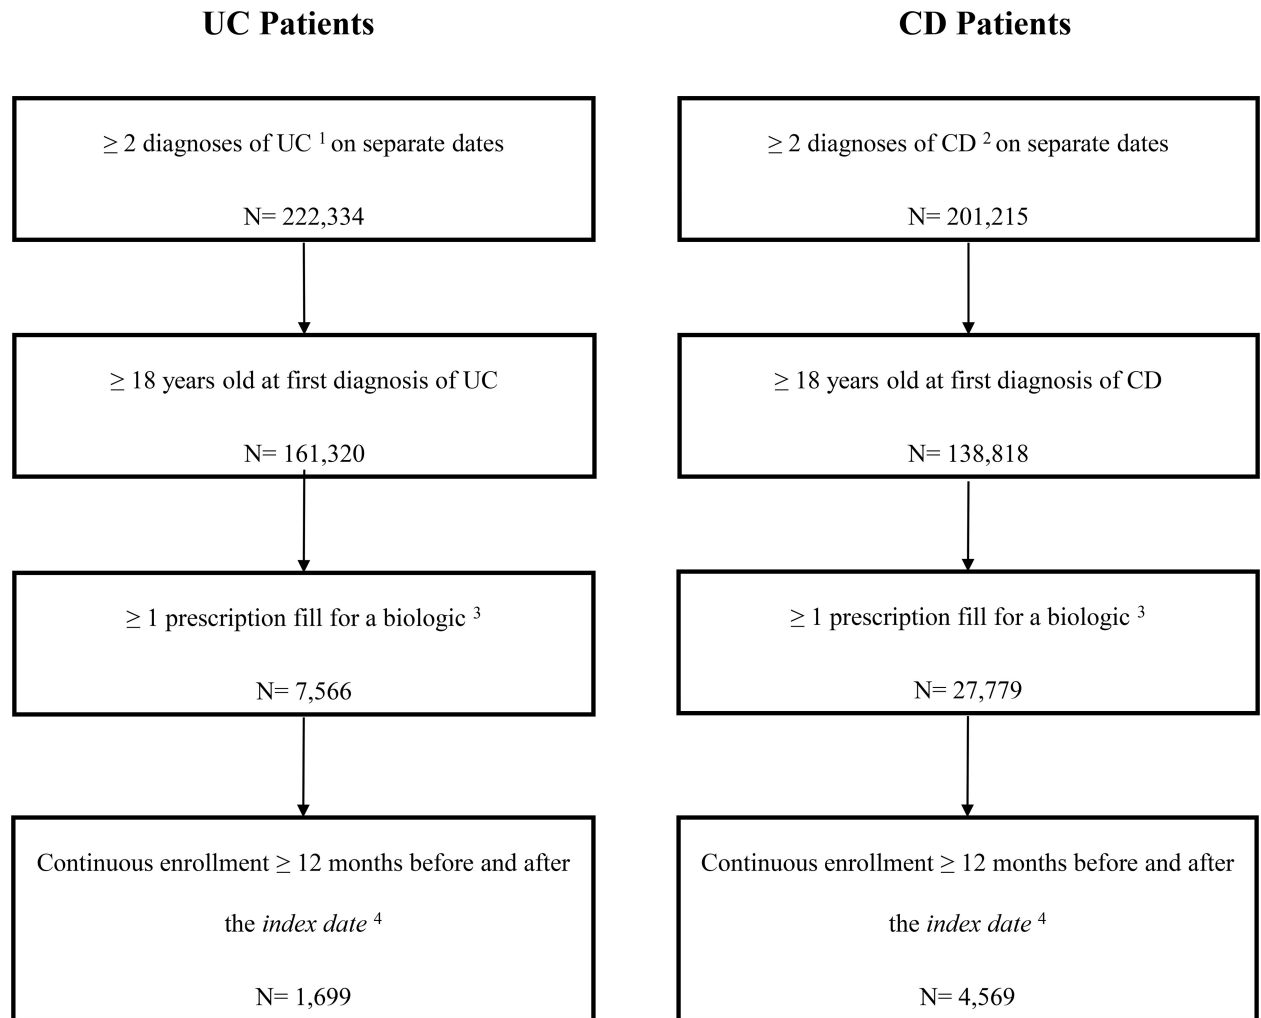 UC Patients
CD Patients
≥ 2 diagnoses of UC ¹ on separate dates
N= 222,334
≥ 2 diagnoses of CD ² on separate dates
N= 201,215
≥ 18 years old at first diagnosis of UC
N= 161,320
≥ 18 years old at first diagnosis of CD
N= 138,818
≥ 1 prescription fill for a biologic ³
N= 7,566
≥ 1 prescription fill for a biologic ³
N= 27,779
Continuous enrollment ≥ 12 months before and after
the index date ⁴
N= 1,699
Continuous enrollment ≥ 12 months before and after
the index date ⁴
N= 4,569